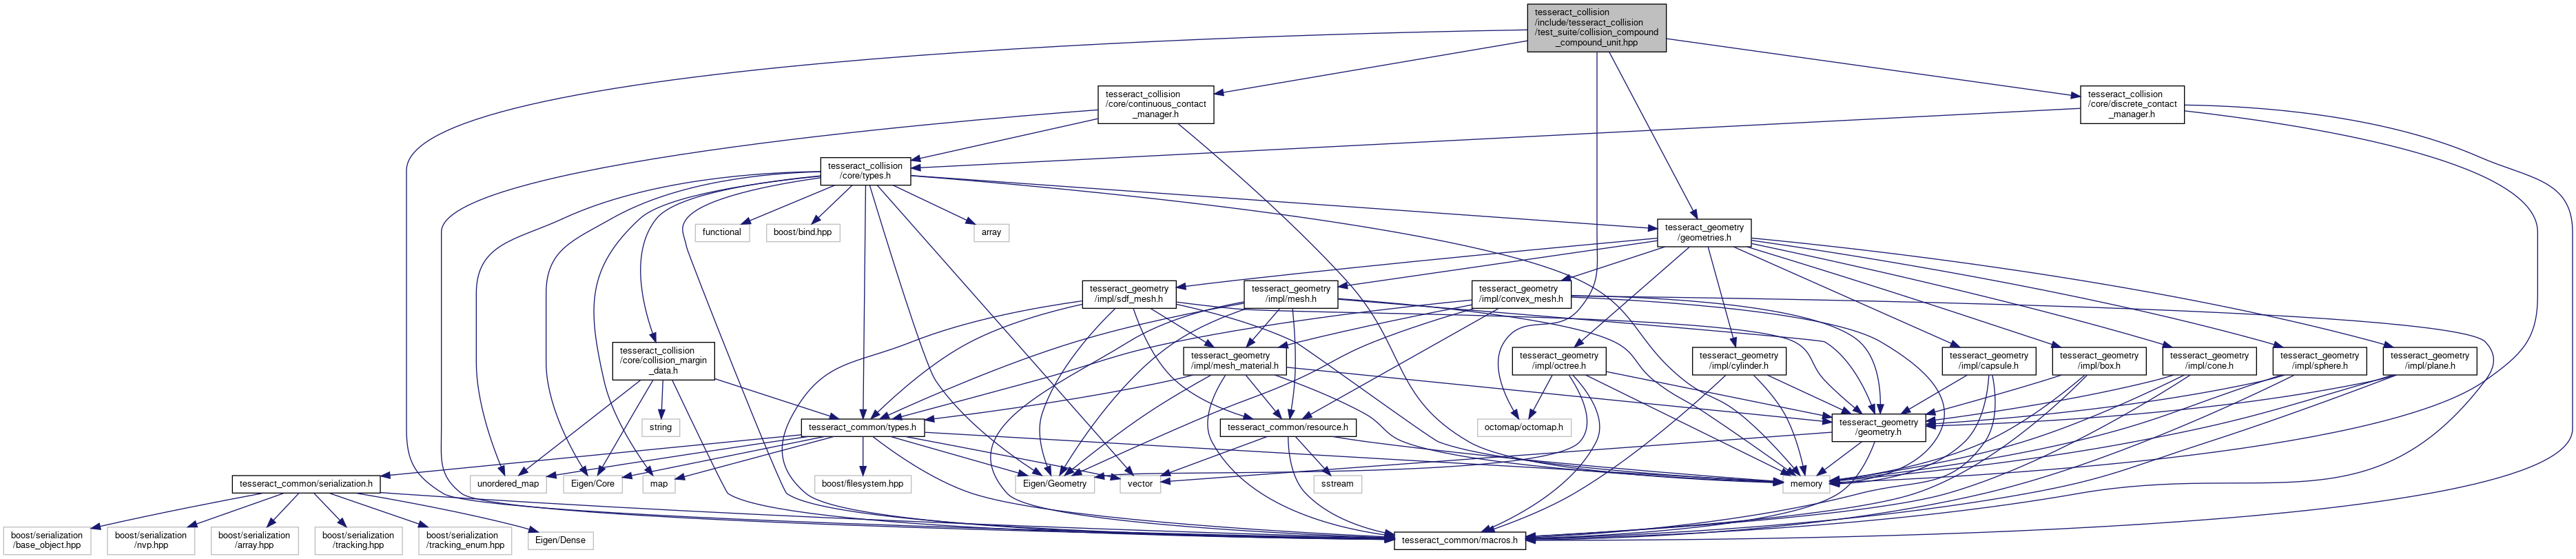 tesseract_collision
/include/tesseract_collision
/test_suite/collision_compound
_compound_unit.hpp
tesseract_collision
/core/continuous_contact
_manager.h
tesseract_collision
/core/discrete_contact
_manager.h
tesseract_collision
/core/types.h
functional
boost/bind.hpp
array
tesseract_geometry
/geometries.h
tesseract_geometry
/impl/sdf_mesh.h
tesseract_geometry
/impl/mesh.h
tesseract_geometry
/impl/convex_mesh.h
tesseract_collision
/core/collision_margin
_data.h
tesseract_geometry
/impl/mesh_material.h
tesseract_geometry
/impl/octree.h
tesseract_geometry
/impl/cylinder.h
tesseract_geometry
/impl/capsule.h
tesseract_geometry
/impl/box.h
tesseract_geometry
/impl/cone.h
tesseract_geometry
/impl/sphere.h
tesseract_geometry
/impl/plane.h
string
tesseract_common/types.h
tesseract_common/resource.h
octomap/octomap.h
tesseract_geometry
/geometry.h
tesseract_common/serialization.h
unordered_map
Eigen/Core
map
boost/filesystem.hpp
Eigen/Geometry
vector
sstream
memory
boost/serialization
/base_object.hpp
boost/serialization
/nvp.hpp
boost/serialization
/array.hpp
boost/serialization
/tracking.hpp
boost/serialization
/tracking_enum.hpp
Eigen/Dense
tesseract_common/macros.h